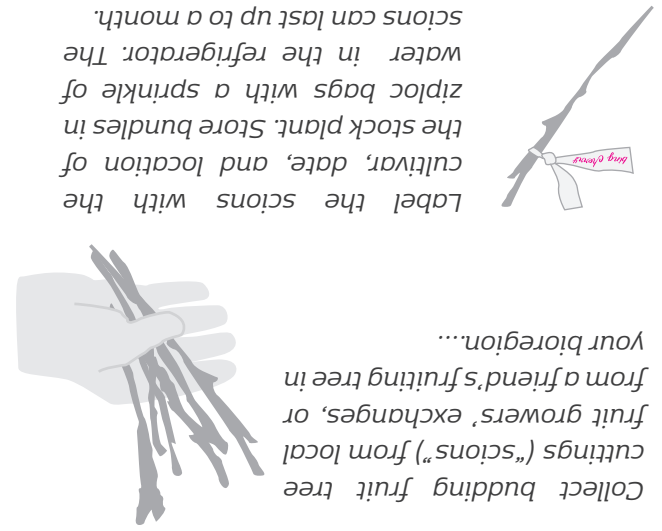 Collect budding fruit tree
cuttings ("scions") from local
fruit growers' exchanges, or
from a friend's fruiting tree in
your bioregion....
Label the scions with the
cultivar, date, and location of
the stock plant. Store bundles in
ziploc bags with a sprinkle of
water in the refrigerator. The
scions can last up to a month.
bing cherry